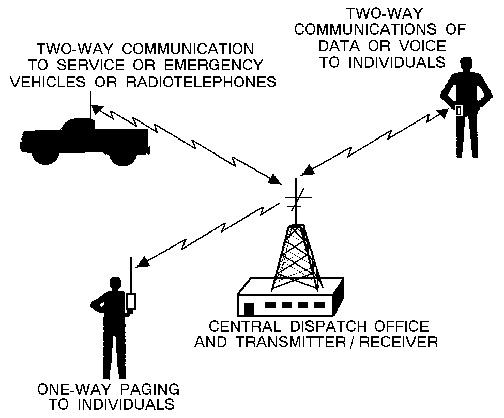 TWO-WAY COMMUNICATION
TO SERVICE OR EMERGENCY
VEHICLES OR RADIOTELEPHONES
TWO-WAY
COMMUNICATIONS OF
DATA OR VOICE
TO INDIVIDUALS
CENTRAL DISPATCH OFFICE
AND TRANSMITTER/RECEIVER
ONE-WAY PAGING
TO INDIVIDUALS